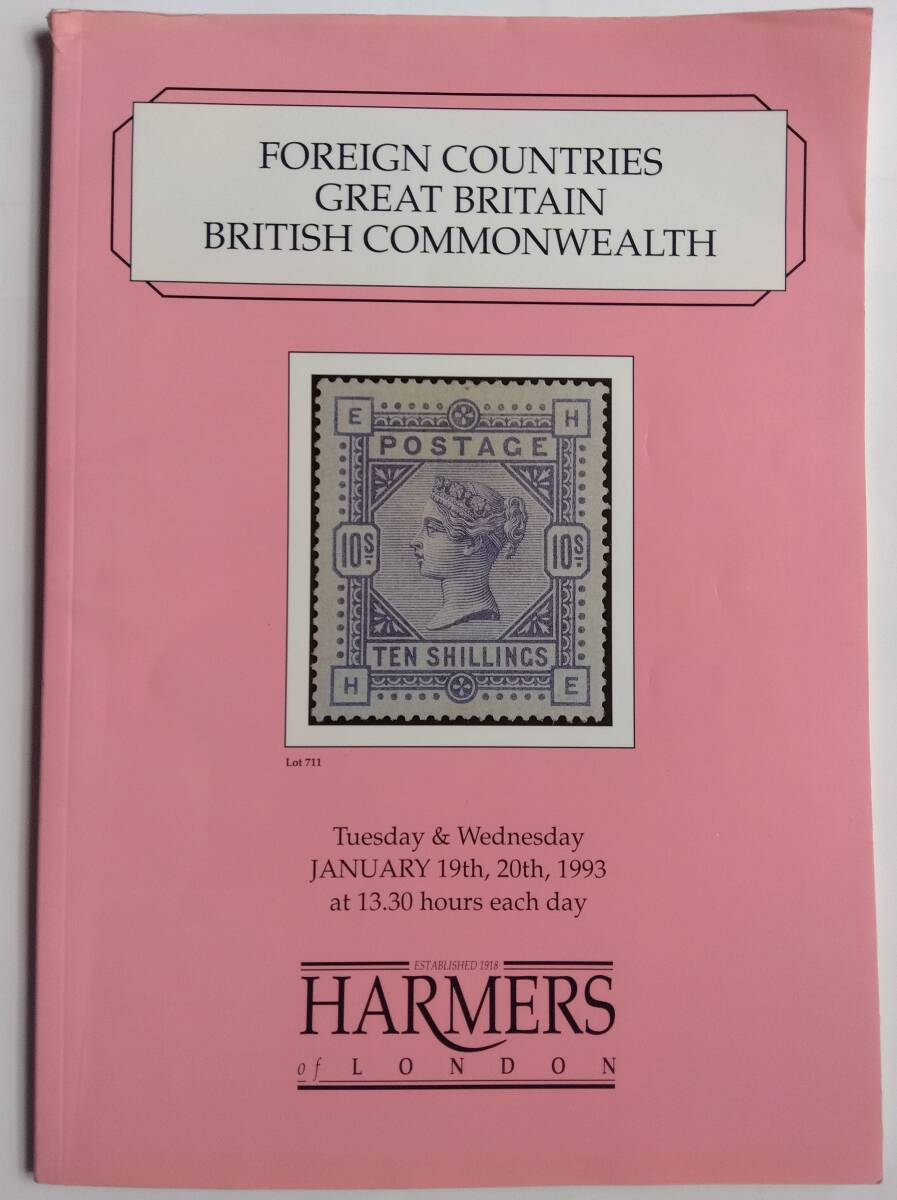 FOREIGN COUNTRIES
GREAT BRITAIN
BRITISH COMMONWEALTH
E H
POSTAGE
10S 10S
TEN SHILLINGS
H E
Lot 711
Tuesday & Wednesday
JANUARY 19th, 20th, 1993
at 13.30 hours each day
ESTABLISHED 1918
HARMERS
of LONDON